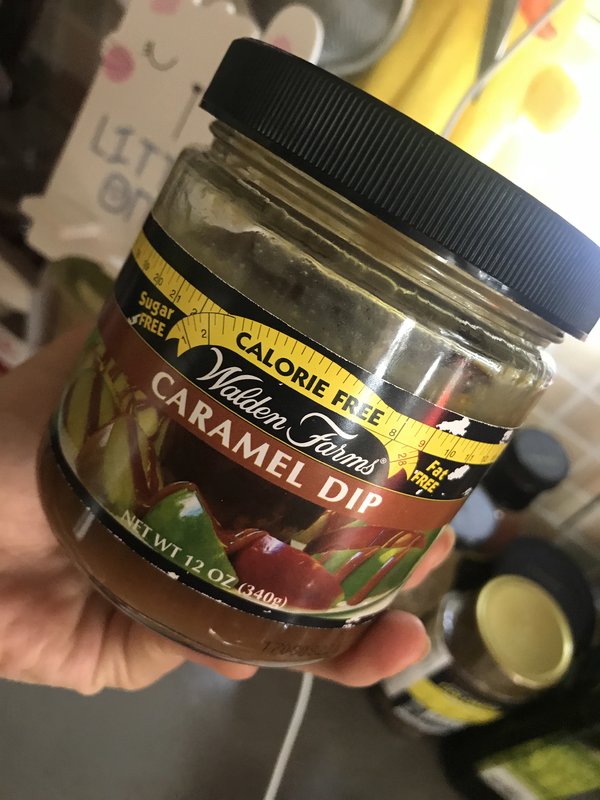 Sugar
FREE
CALORIE FREE
Walden Farms®
Fat
FREE
CARAMEL DIP
NET WT 12 OZ (340g)